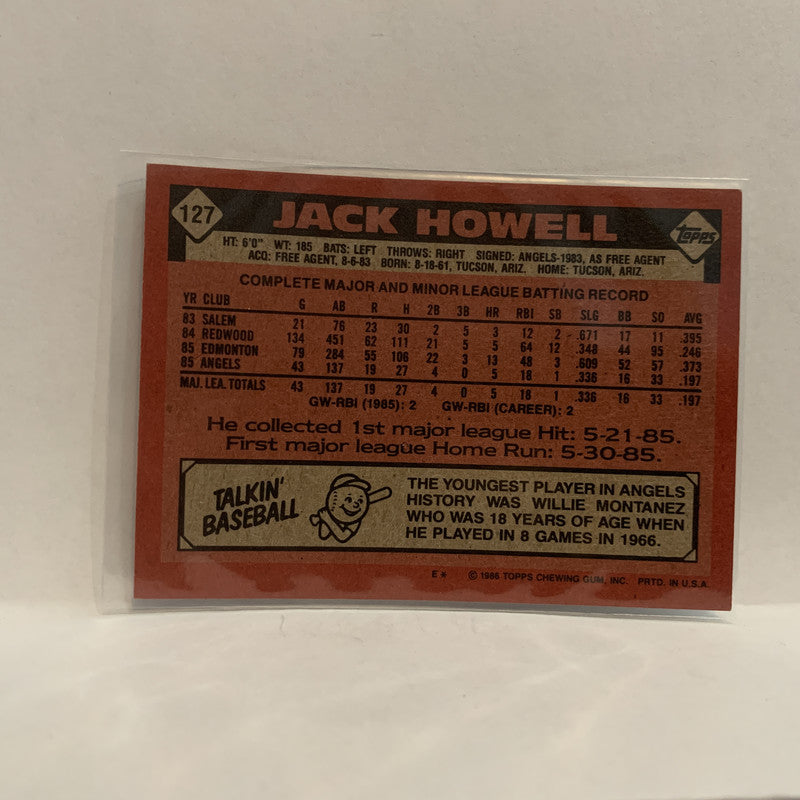 127
JACK HOWELL
topps
HT: 6'0" WT: 185 BATS: LEFT THROWS: RIGHT SIGNED: ANGELS-1983, AS FREE AGENT
ACQ: FREE AGENT, 8-6-83 BORN: 8-18-61, TUCSON, ARIZ. HOME: TUCSON, ARIZ.
COMPLETE MAJOR AND MINOR LEAGUE BATTING RECORD
YR CLUB G AB R H 2B 3B HR RBI SB SLG BB SO AVG
83 SALEM 21 76 23 30 2 5 3 12 2 .671 17 11 .395
84 REDWOOD 134 451 62 111 21 5 5 64 12 .348 44 95 .246
85 EDMONTON 79 284 55 106 22 3 13 48 3 .609 52 57 .373
85 ANGELS 43 137 19 27 4 0 5 18 1 .336 16 33 .197
MAJ. LEA. TOTALS 43 137 19 27 4 0 5 18 1 .336 16 33 .197
GW-RBI (1985): 2 GW-RBI (CAREER): 2
He collected 1st major league Hit: 5-21-85.
First major league Home Run: 5-30-85.
TALKIN'
BASEBALL
THE YOUNGEST PLAYER IN ANGELS
HISTORY WAS WILLIE MONTANEZ
WHO WAS 18 YEARS OF AGE WHEN
HE PLAYED IN 8 GAMES IN 1966.
E* © 1986 TOPPS CHEWING GUM, INC. PRTD. IN U.S.A.